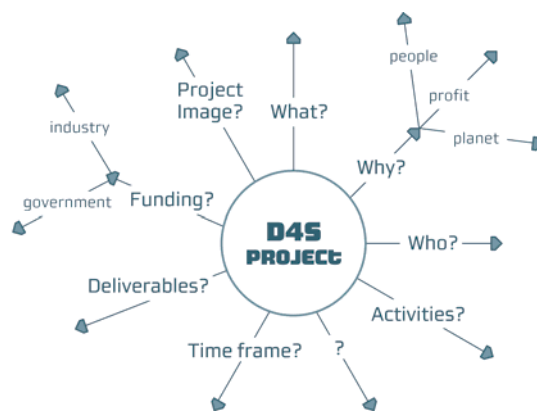 people
Project
Image?
What?
profit
industry
planet
Why?
government
Funding?
D4S
PROJECT
Who?
Deliverables?
Activities?
Time frame?
?